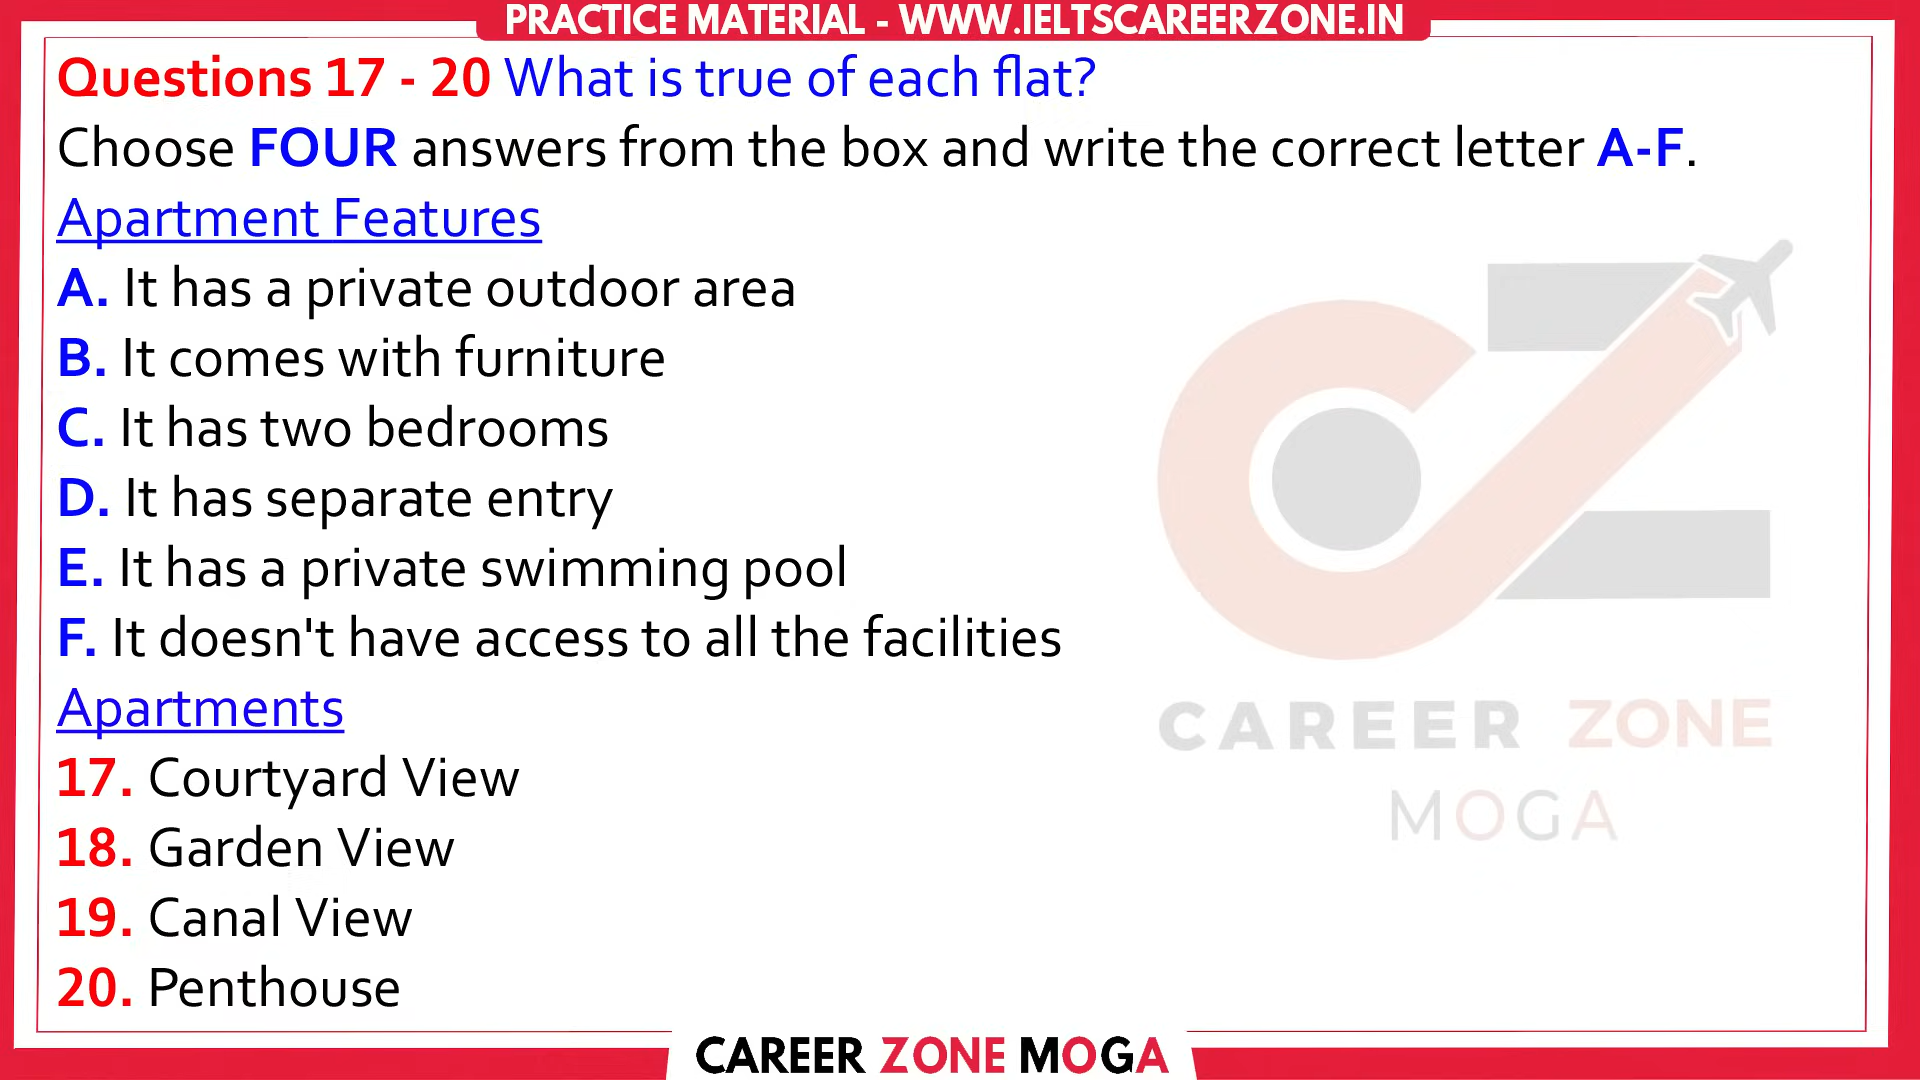 PRACTICE MATERIAL - WWW.IELTSCAREERZONE.IN
Questions 17 - 20 What is true of each flat?
Choose FOUR answers from the box and write the correct letter A-F.
Apartment Features
A. It has a private outdoor area
B. It comes with furniture
C. It has two bedrooms
D. It has separate entry
E. It has a private swimming pool
F. It doesn't have access to all the facilities
Apartments
17. Courtyard View
18. Garden View
19. Canal View
20. Penthouse
CAREER ZONE
MOGA
CAREER ZONE MOGA